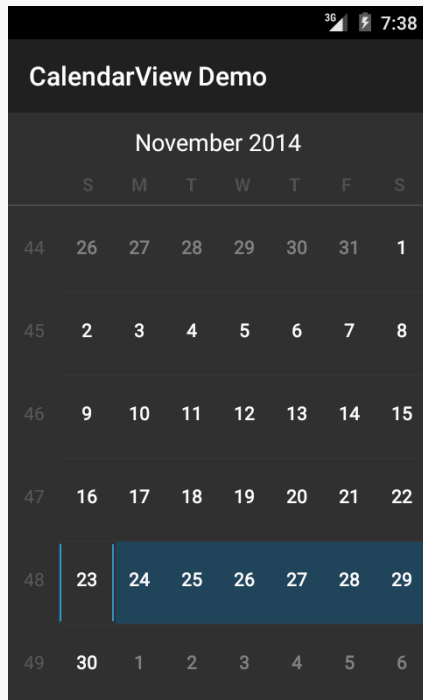 3G 7:38
CalendarView Demo
November 2014
S M T W T F S
44 26 27 28 29 30 31 1
45 2 3 4 5 6 7 8
46 9 10 11 12 13 14 15
47 16 17 18 19 20 21 22
48 23 24 25 26 27 28 29
49 30 1 2 3 4 5 6